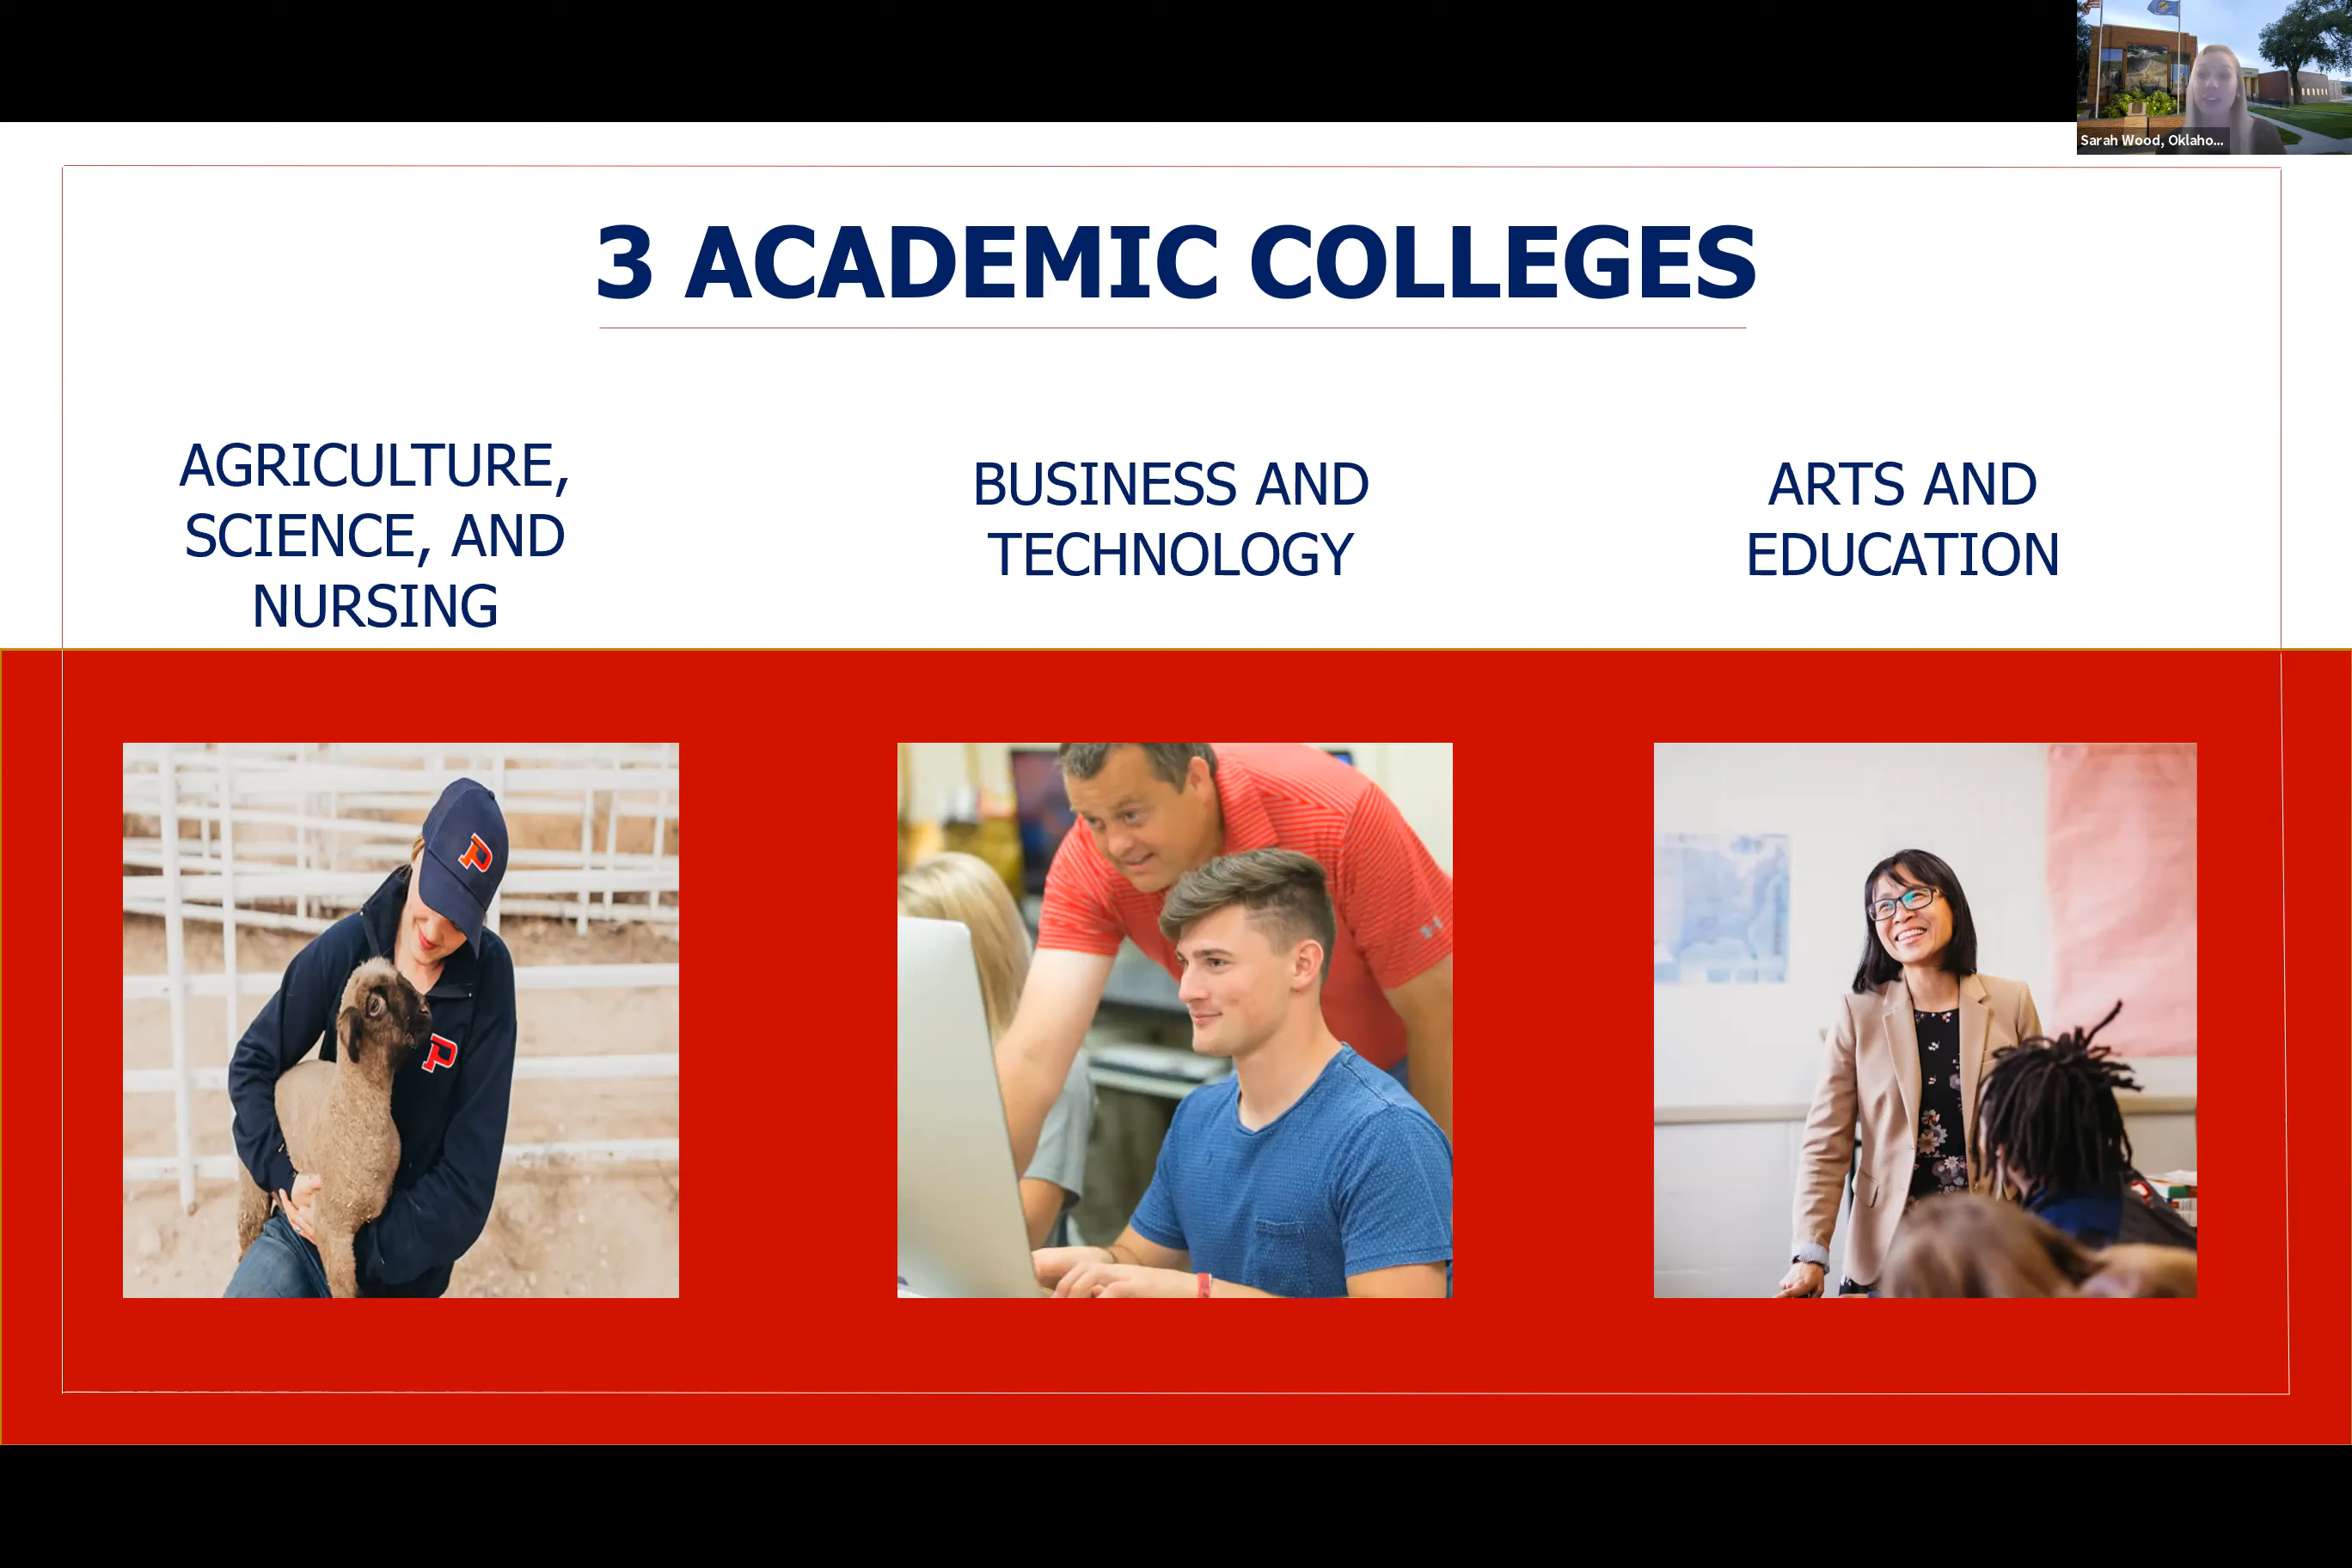 Sarah Wood, Oklaho...
3 ACADEMIC COLLEGES
AGRICULTURE,
SCIENCE, AND
NURSING
BUSINESS AND
TECHNOLOGY
ARTS AND
EDUCATION
P
P